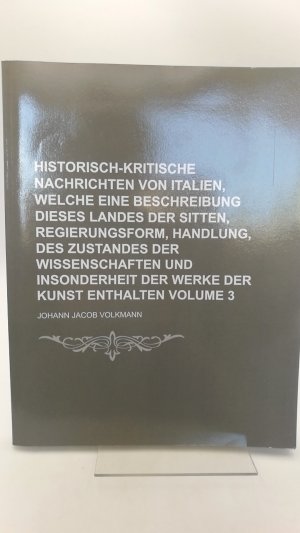 HISTORISCH-KRITISCHE
NACHRICHTEN VON ITALIEN,
WELCHE EINE BESCHREIBUNG
DIESES LANDES DER SITTEN,
REGIERUNGSFORM, HANDLUNG,
DES ZUSTANDES DER
WISSENSCHAFTEN UND
INSONDERHEIT DER WERKE DER
KUNST ENTHALTEN VOLUME 3
JOHANN JACOB VOLKMANN